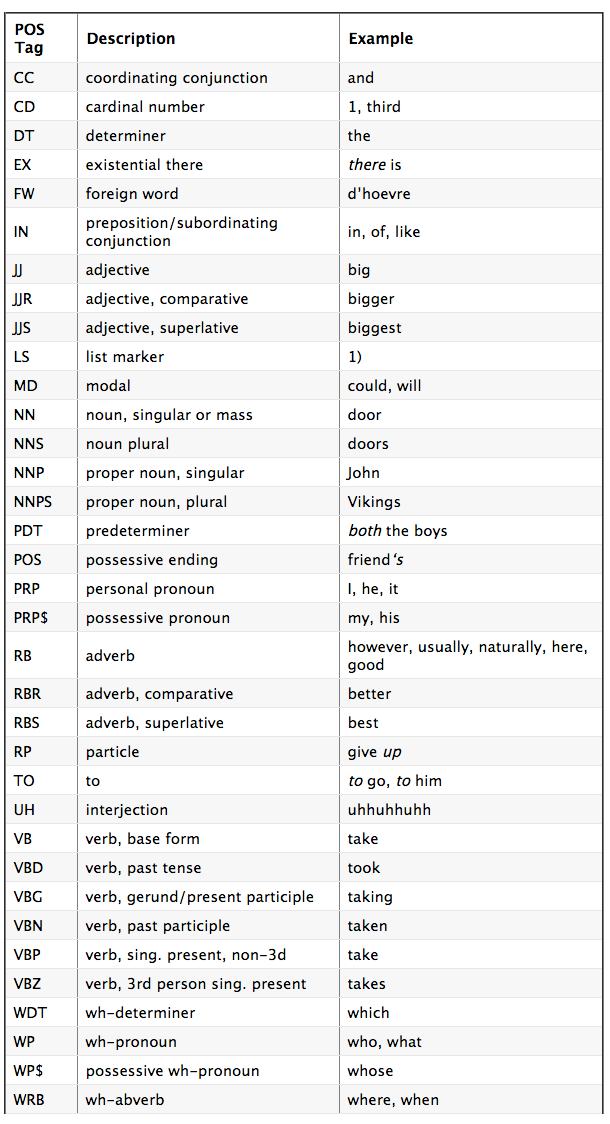 POS Tag Description Example
CC coordinating conjunction and
CD cardinal number 1, third
DT determiner the
EX existential there there is
FW foreign word d'hoevre
IN preposition/subordinating conjunction in, of, like
JJ adjective big
JJR adjective, comparative bigger
JJS adjective, superlative biggest
LS list marker 1)
MD modal could, will
NN noun, singular or mass door
NNS noun plural doors
NNP proper noun, singular John
NNPS proper noun, plural Vikings
PDT predeterminer both the boys
POS possessive ending friend's
PRP personal pronoun I, he, it
PRP$ possessive pronoun my, his
RB adverb however, usually, naturally, here, good
RBR adverb, comparative better
RBS adverb, superlative best
RP particle give up
TO to to go, to him
UH interjection uhhuhhuhh
VB verb, base form take
VBD verb, past tense took
VBG verb, gerund/present participle taking
VBN verb, past participle taken
VBP verb, sing. present, non-3d take
VBZ verb, 3rd person sing. present takes
WDT wh-determiner which
WP wh-pronoun who, what
WP$ possessive wh-pronoun whose
WRB wh-abverb where, when